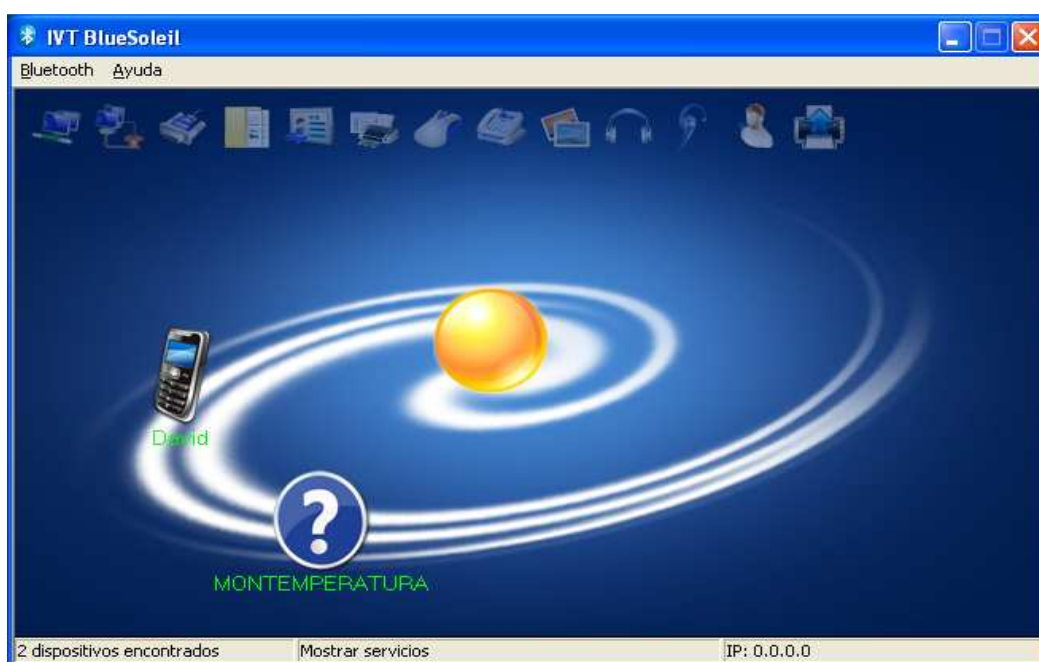 IVT BlueSoleil
Bluetooth Ayuda
David
?
MONTEMPERATURA
2 dispositivos encontrados Mostrar servicios IP: 0.0.0.0